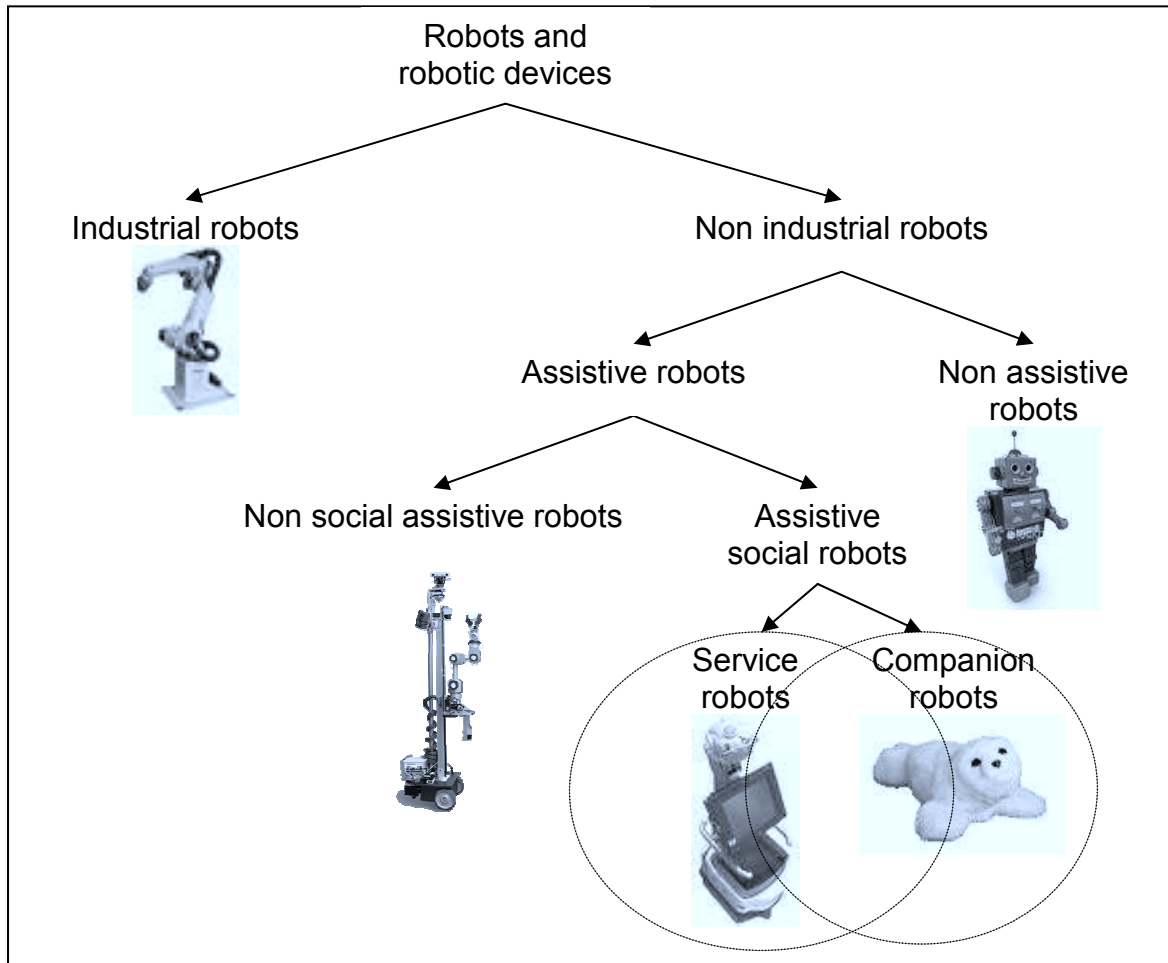 Robots and
robotic devices
Industrial robots
Non industrial robots
Assistive robots
Non assistive
robots
Non social assistive robots
Assistive
social robots
Service
robots
Companion
robots